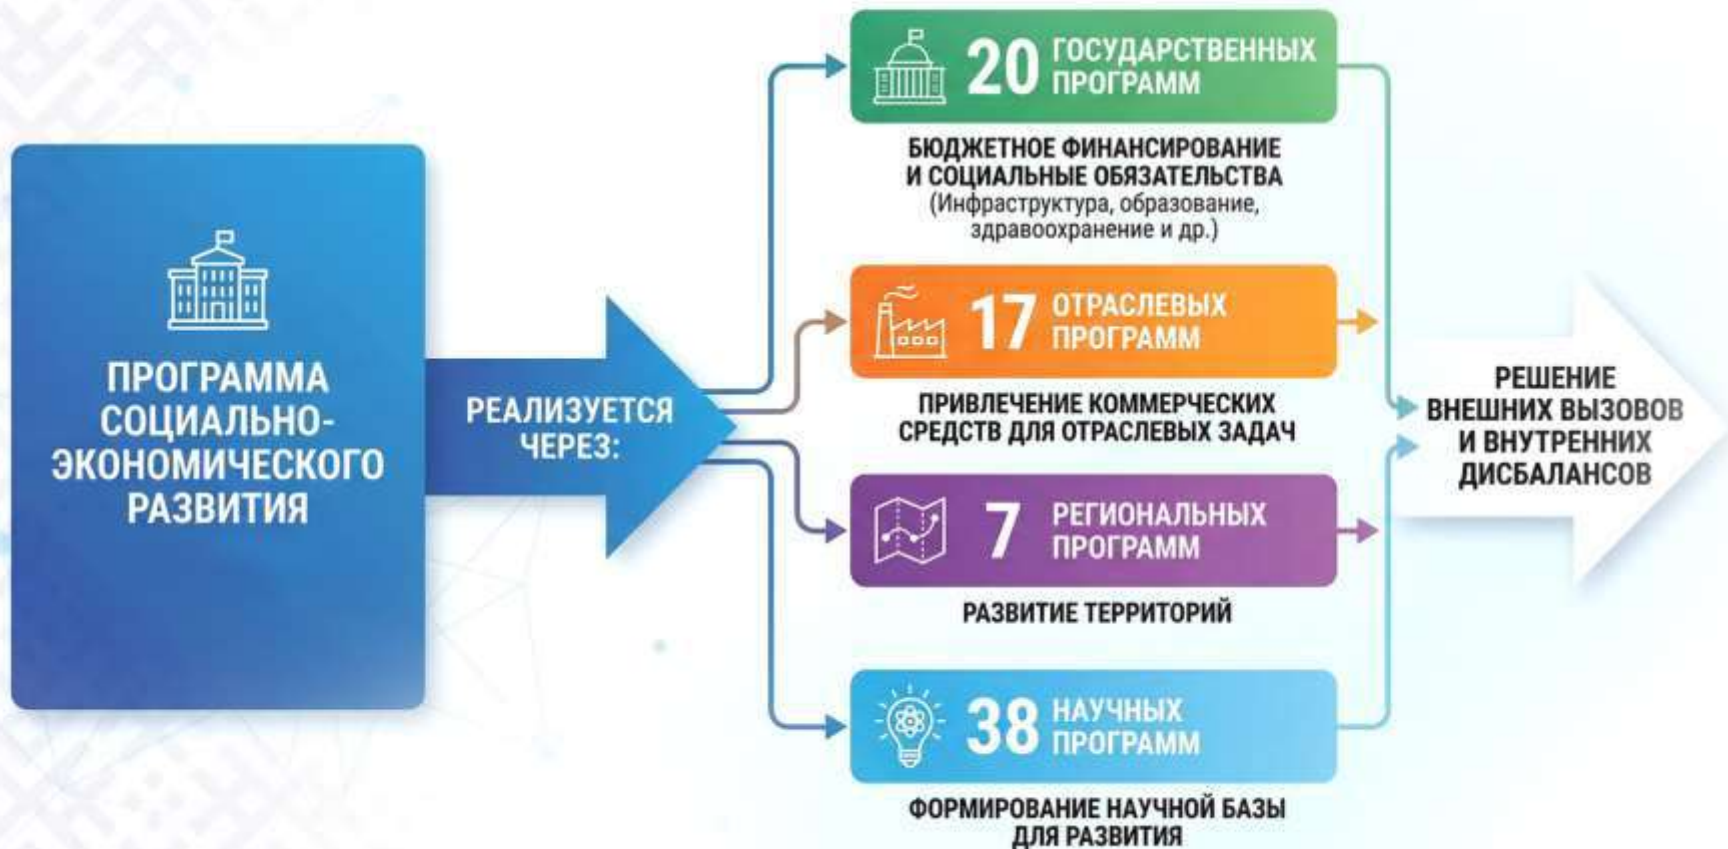 ПРОГРАММА
СОЦИАЛЬНО-
ЭКОНОМИЧЕСКОГО
РАЗВИТИЯ
РЕАЛИЗУЕТСЯ
ЧЕРЕЗ:
20 ГОСУДАРСТВЕННЫХ
ПРОГРАММ
БЮДЖЕТНОЕ ФИНАНСИРОВАНИЕ
И СОЦИАЛЬНЫЕ ОБЯЗАТЕЛЬСТВА
(Инфраструктура, образование,
здравоохранение и др.)
17 ОТРАСЛЕВЫХ
ПРОГРАММ
ПРИВЛЕЧЕНИЕ КОММЕРЧЕСКИХ
СРЕДСТВ ДЛЯ ОТРАСЛЕВЫХ ЗАДАЧ
7 РЕГИОНАЛЬНЫХ
ПРОГРАММ
РАЗВИТИЕ ТЕРРИТОРИЙ
38 НАУЧНЫХ
ПРОГРАММ
ФОРМИРОВАНИЕ НАУЧНОЙ БАЗЫ
ДЛЯ РАЗВИТИЯ
РЕШЕНИЕ
ВНЕШНИХ ВЫЗОВОВ
И ВНУТРЕННИХ
ДИСБАЛАНСОВ